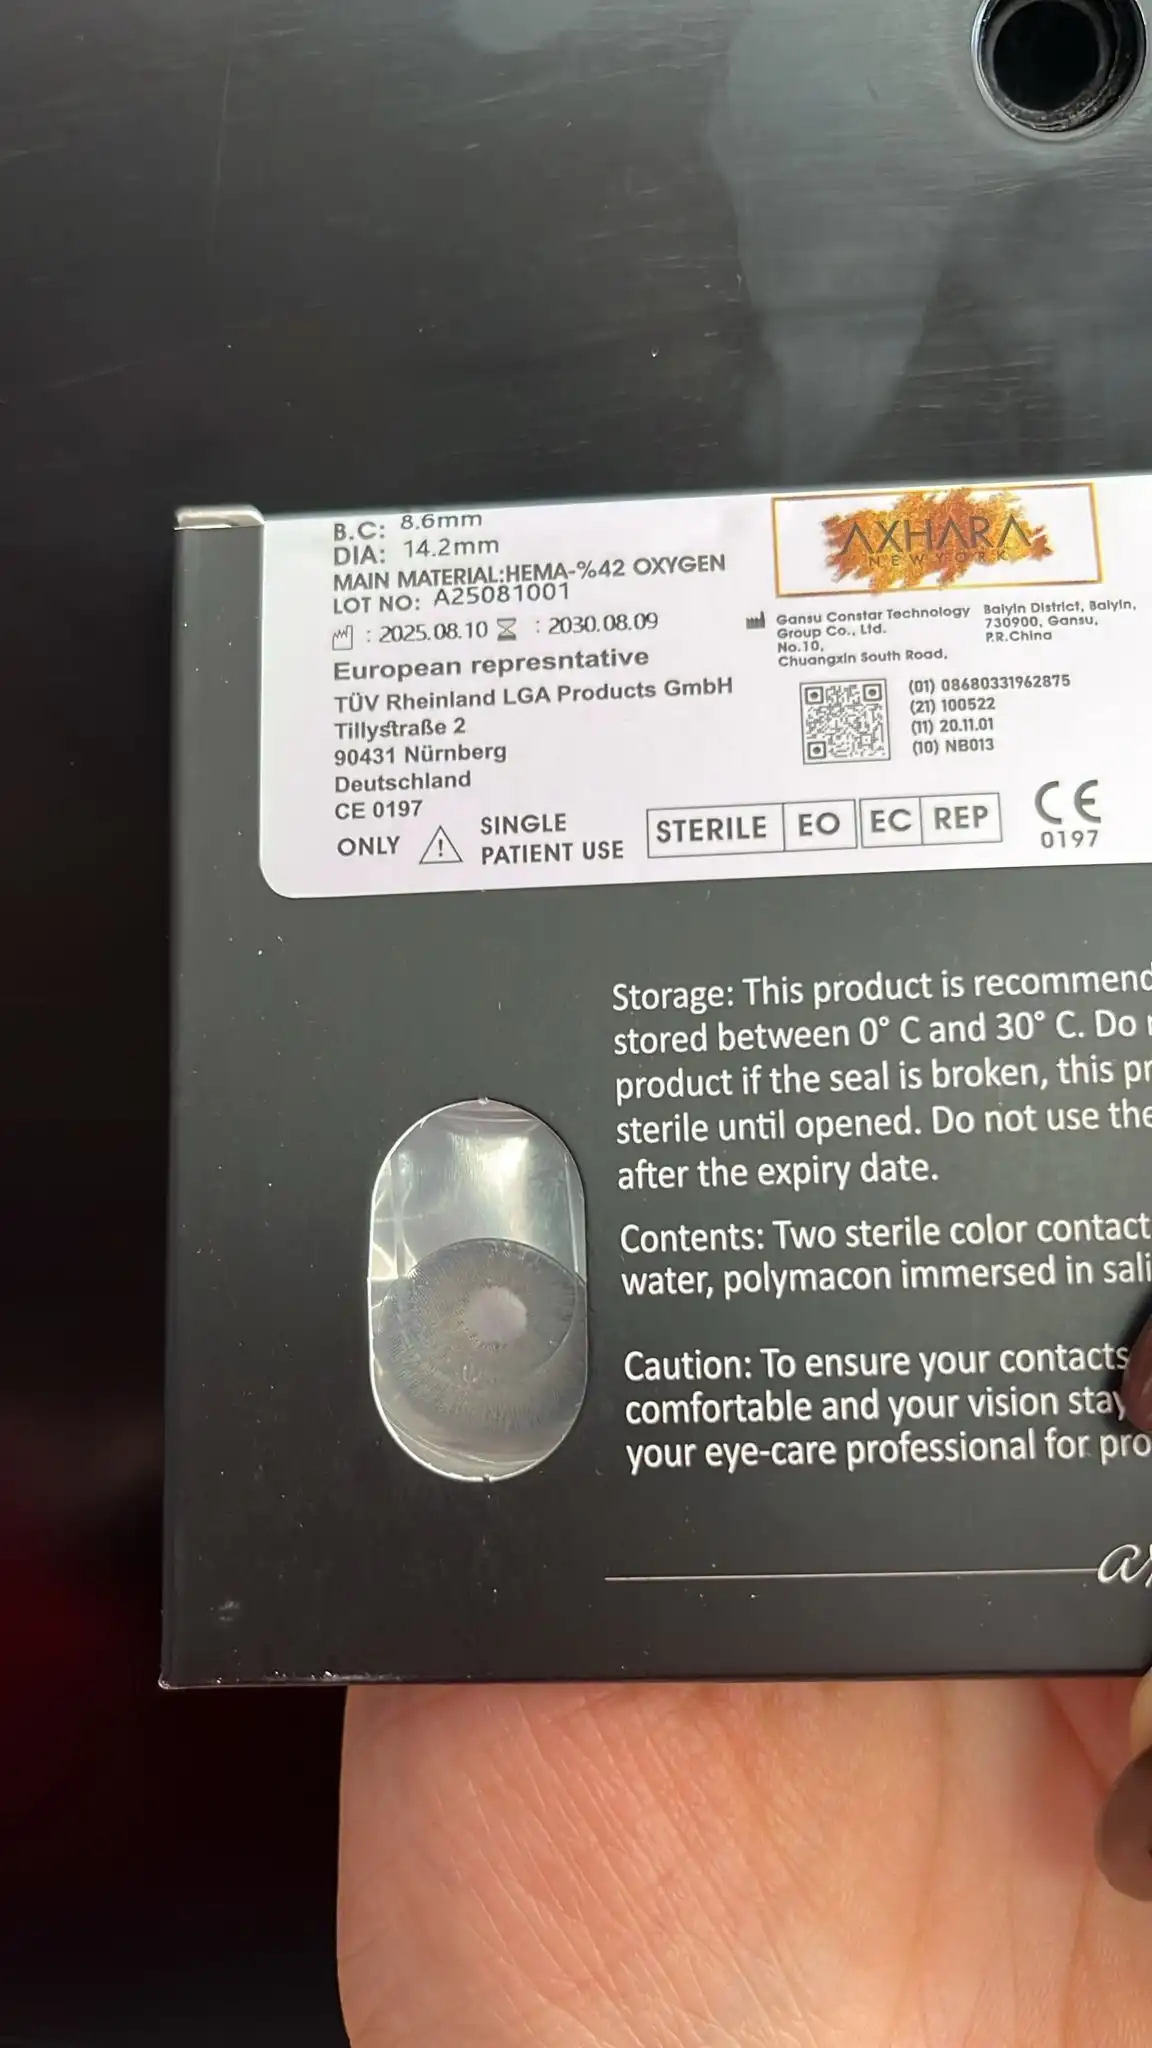 B.C: 8.6mm
DIA: 14.2mm
MAIN MATERIAL:HEMA-%42 OXYGEN
LOT NO: A25081001
: 2025.08.10 : 2030.08.09
European represntative
TÜV Rheinland LGA Products GmbH
Tillystraße 2
90431 Nürnberg
Deutschland
CE 0197
ONLY
SINGLE
PATIENT USE
AXHARA
NEWYORK
Gansu Constar Technology
Group Co., Ltd.
No.10,
Chuangxin South Road,
Baiyin District, Baiyin,
730900, Gansu,
P.R.China
(01) 08680331962875
(21) 100522
(11) 20.11.01
(10) NB013
STERILE EO EC REP
CE
0197
Storage: This product is recommend
stored between 0° C and 30° C. Do
product if the seal is broken, this pr
sterile until opened. Do not use the
after the expiry date.
Contents: Two sterile color contact
water, polymacon immersed in sali
Caution: To ensure your contacts
comfortable and your vision stay
your eye-care professional for pro